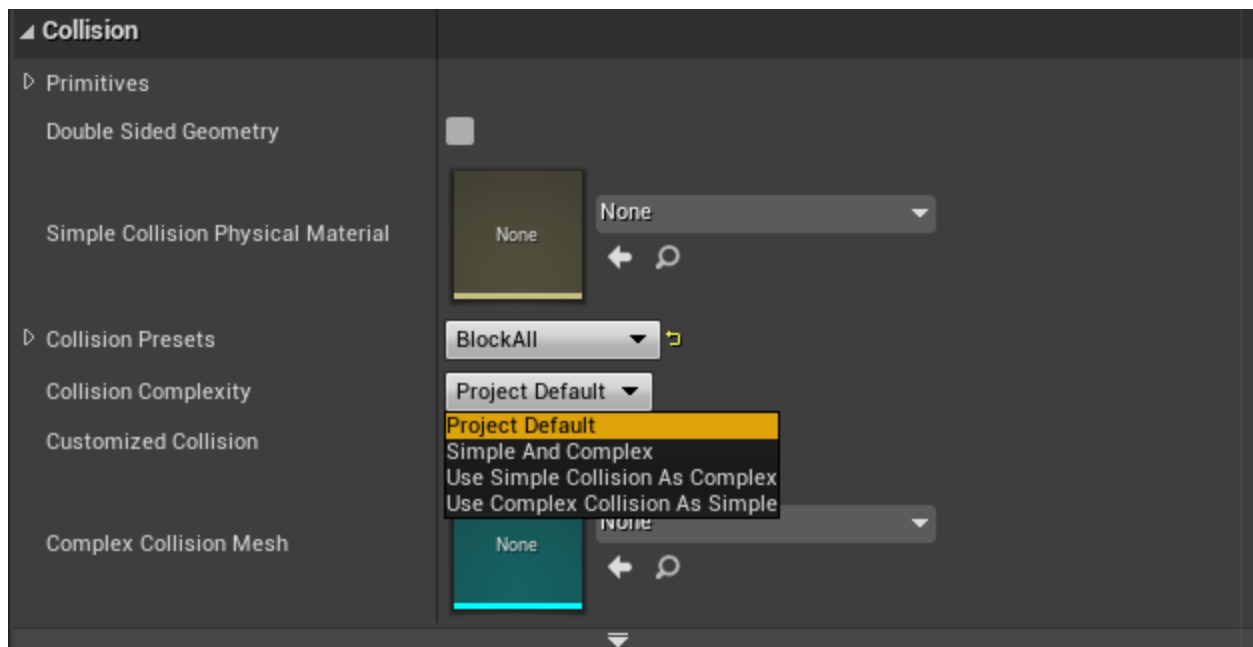 Collision
Primitives
Double Sided Geometry
Simple Collision Physical Material
None
None
Collision Presets
BlockAll
Collision Complexity
Project Default
Project Default
Simple And Complex
Use Simple Collision As Complex
Use Complex Collision As Simple
Customized Collision
Complex Collision Mesh
None
None